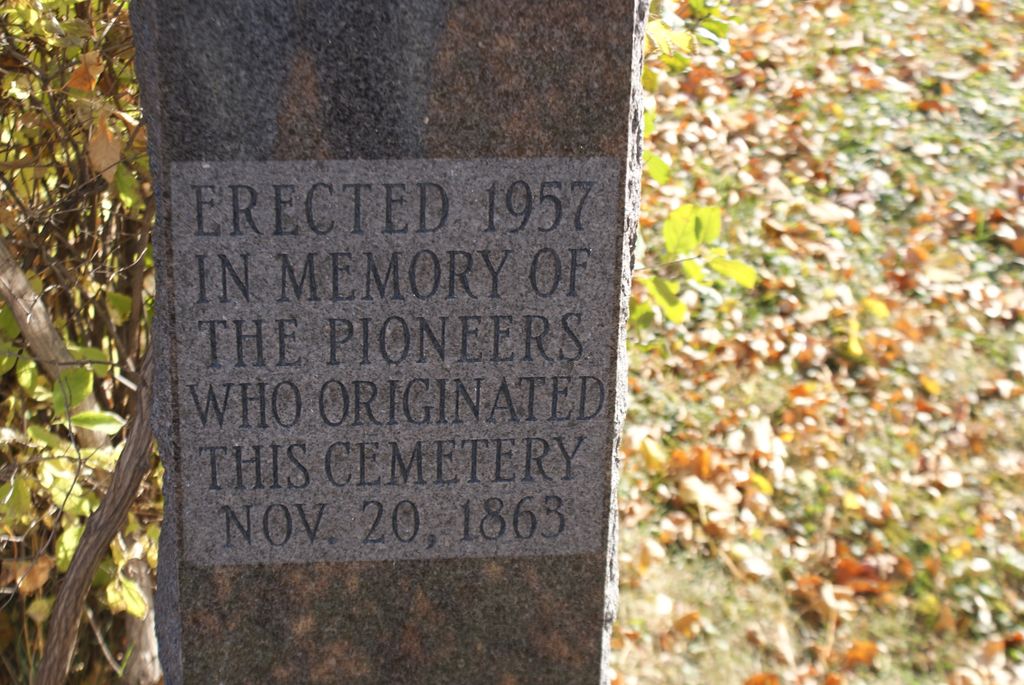 ERECTED 1957
IN MEMORY OF
THE PIONEERS
WHO ORIGINATED
THIS CEMETERY
NOV. 20, 1863